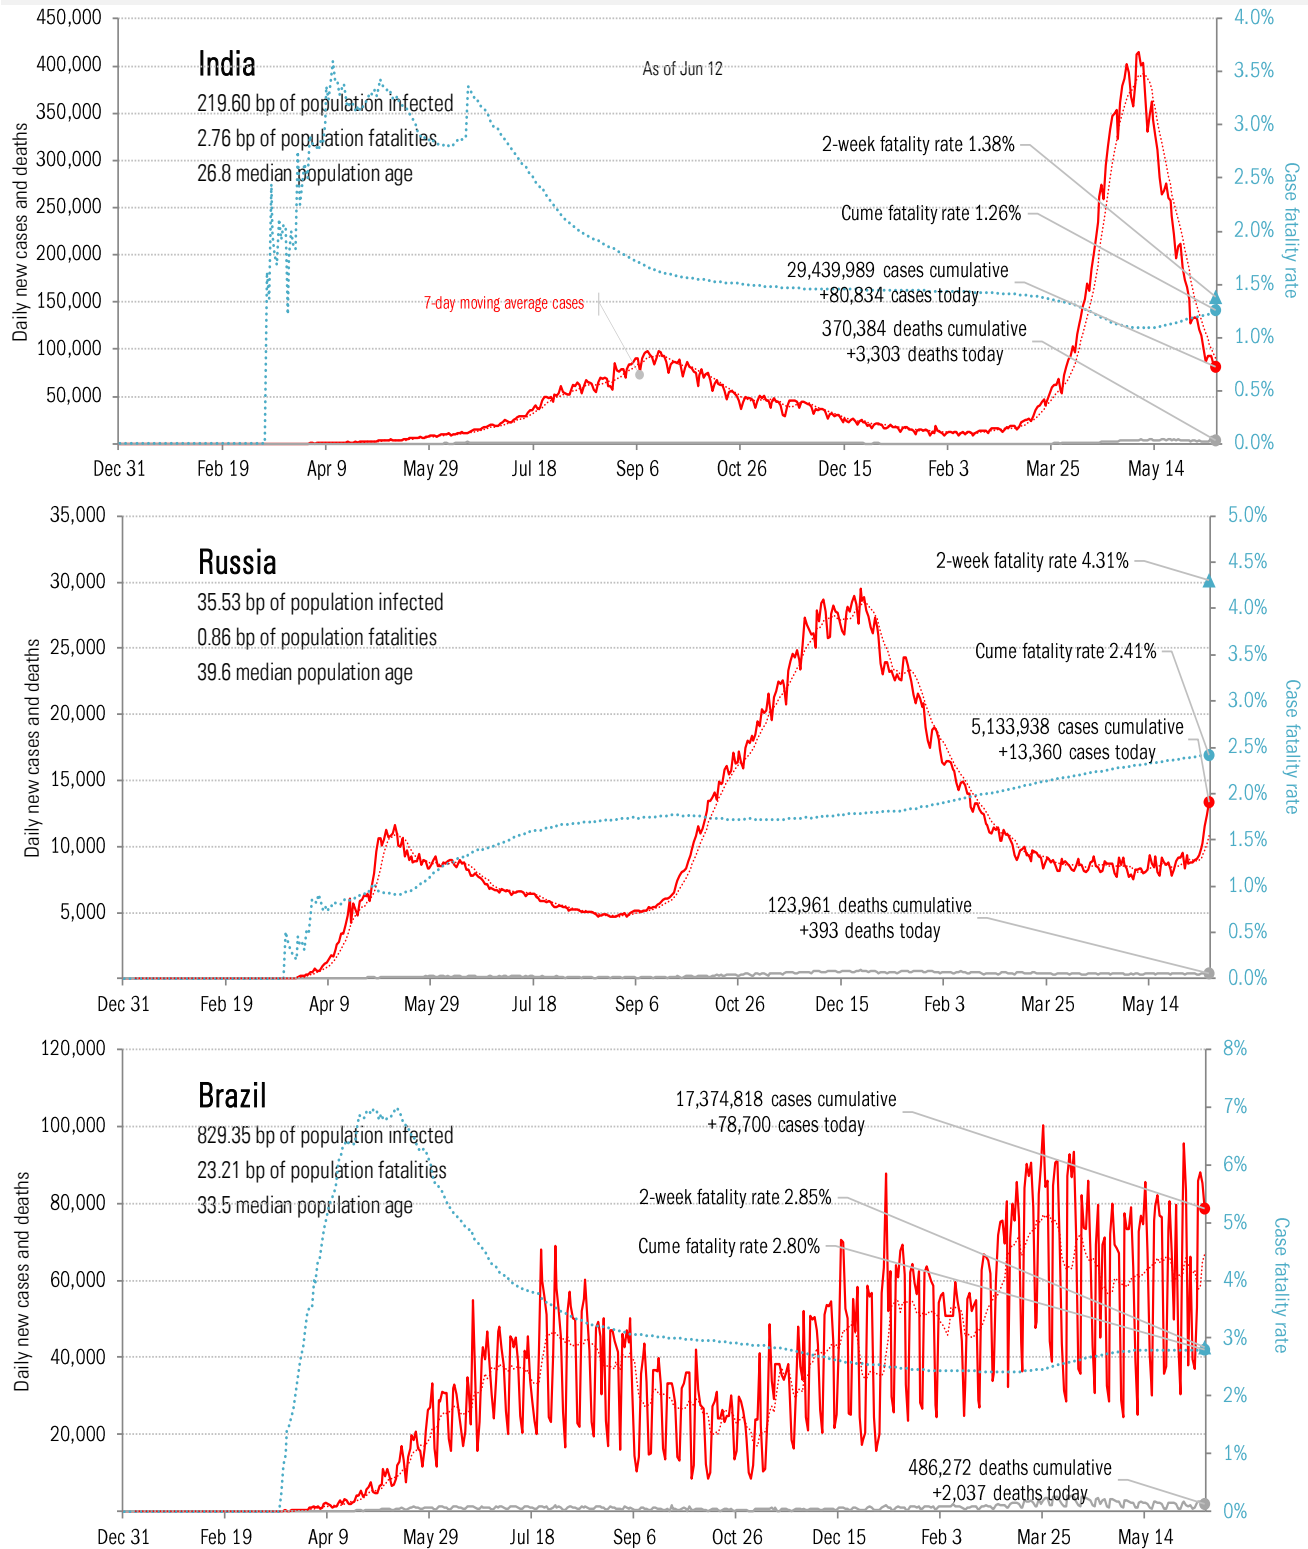 450,000
4.0%
India
As of Jun 12
400,000
3.5%
219.60 bp of population infected
350,000
3.0%
2.76 bp of population fatalities
2-week fatality rate 1.38%
300,000
26.8 median population age
2.5%
250,000
Cume fatality rate 1.26%
2.0%
200,000
29,439,989 cases cumulative
+80,834 cases today
1.5%
150,000
7-day moving average cases
370,384 deaths cumulative
+3,303 deaths today
1.0%
100,000
50,000
0.5%
0.0%
Daily new cases and deaths
Case fatality rate
Dec 31 Feb 19 Apr 9 May 29 Jul 18 Sep 6 Oct 26 Dec 15 Feb 3 Mar 25 May 14
35,000
5.0%
Russia
2-week fatality rate 4.31%
4.5%
30,000
35.53 bp of population infected
4.0%
0.86 bp of population fatalities
25,000
Cume fatality rate 2.41%
3.5%
39.6 median population age
3.0%
20,000
5,133,938 cases cumulative
+13,360 cases today
2.5%
15,000
2.0%
10,000
1.5%
1.0%
5,000
123,961 deaths cumulative
+393 deaths today
0.5%
0.0%
Daily new cases and deaths
Case fatality rate
Dec 31 Feb 19 Apr 9 May 29 Jul 18 Sep 6 Oct 26 Dec 15 Feb 3 Mar 25 May 14
120,000
8%
Brazil
17,374,818 cases cumulative
+78,700 cases today
7%
100,000
829.35 bp of population infected
6%
23.21 bp of population fatalities
2-week fatality rate 2.85%
80,000
33.5 median population age
5%
Cume fatality rate 2.80%
60,000
4%
40,000
3%
2%
20,000
1%
486,272 deaths cumulative
+2,037 deaths today
0%
Daily new cases and deaths
Case fatality rate
Dec 31 Feb 19 Apr 9 May 29 Jul 18 Sep 6 Oct 26 Dec 15 Feb 3 Mar 25 May 14